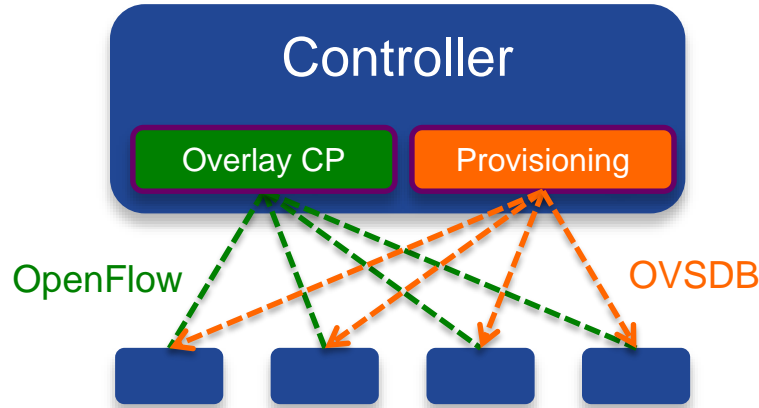 Controller
Overlay CP
Provisioning
OpenFlow
OVSDB